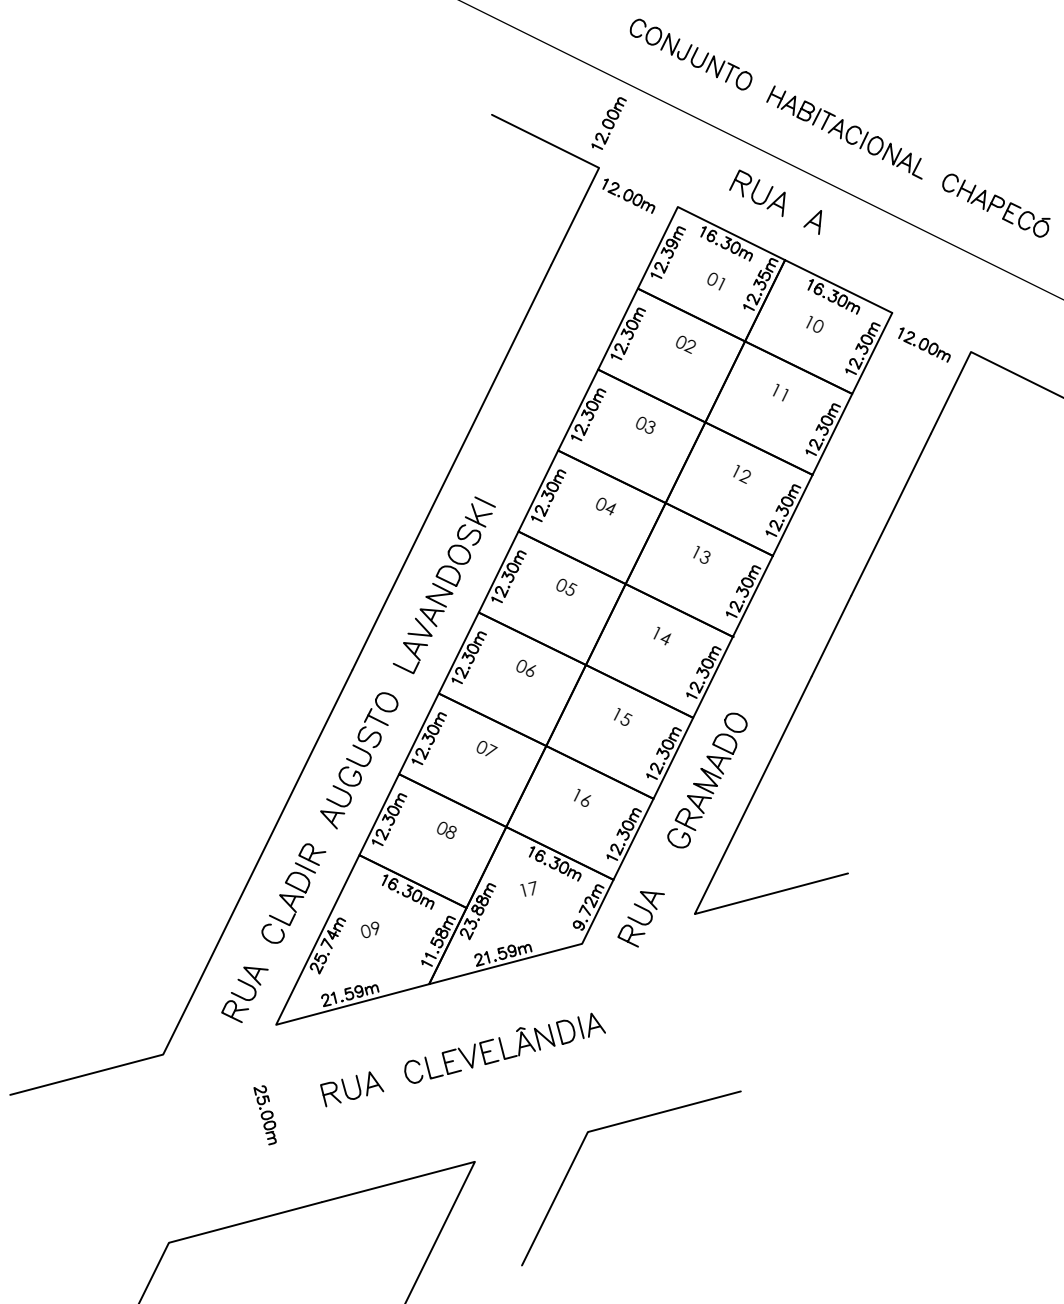 CONJUNTO HABITACIONAL CHAPECÓ
12.00m
RUA A
12.00m
16.30m
12.39m
01
12.35m
16.30m
10
12.30m
12.00m
12.30m
02
11
12.30m
12.30m
03
12
12.30m
12.30m
04
13
12.30m
12.30m
05
14
12.30m
12.30m
06
15
12.30m
12.30m
07
16
12.30m
12.30m
08
16.30m
17
9.72m
16.30m
23.88m
11.58m
25.74m
09
21.59m
21.59m
RUA CLADIR AUGUSTO LAVANDOSKI
RUA GRAMADO
RUA CLEVELÂNDIA
25.00m